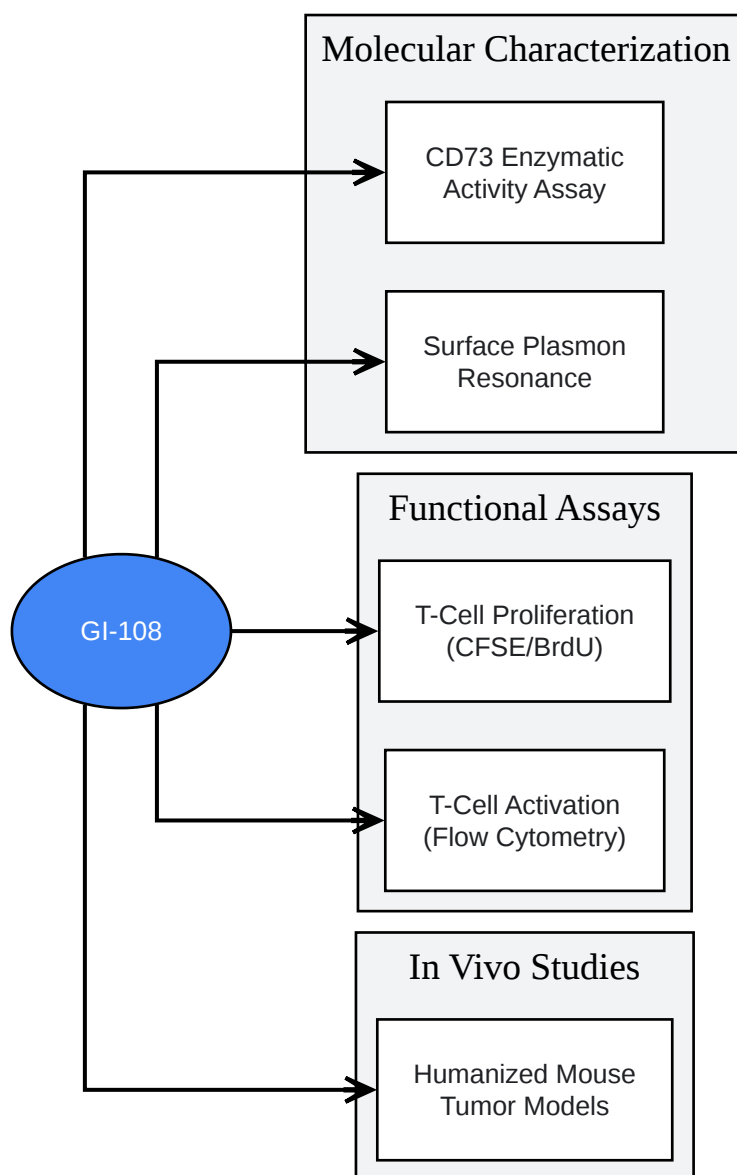 Molecular Characterization
CD73 Enzymatic
Activity Assay
Surface Plasmon
Resonance
Functional Assays
GI-108
T-Cell Proliferation
(CFSE/BrdU)
T-Cell Activation
(Flow Cytometry)
In Vivo Studies
Humanized Mouse
Tumor Models